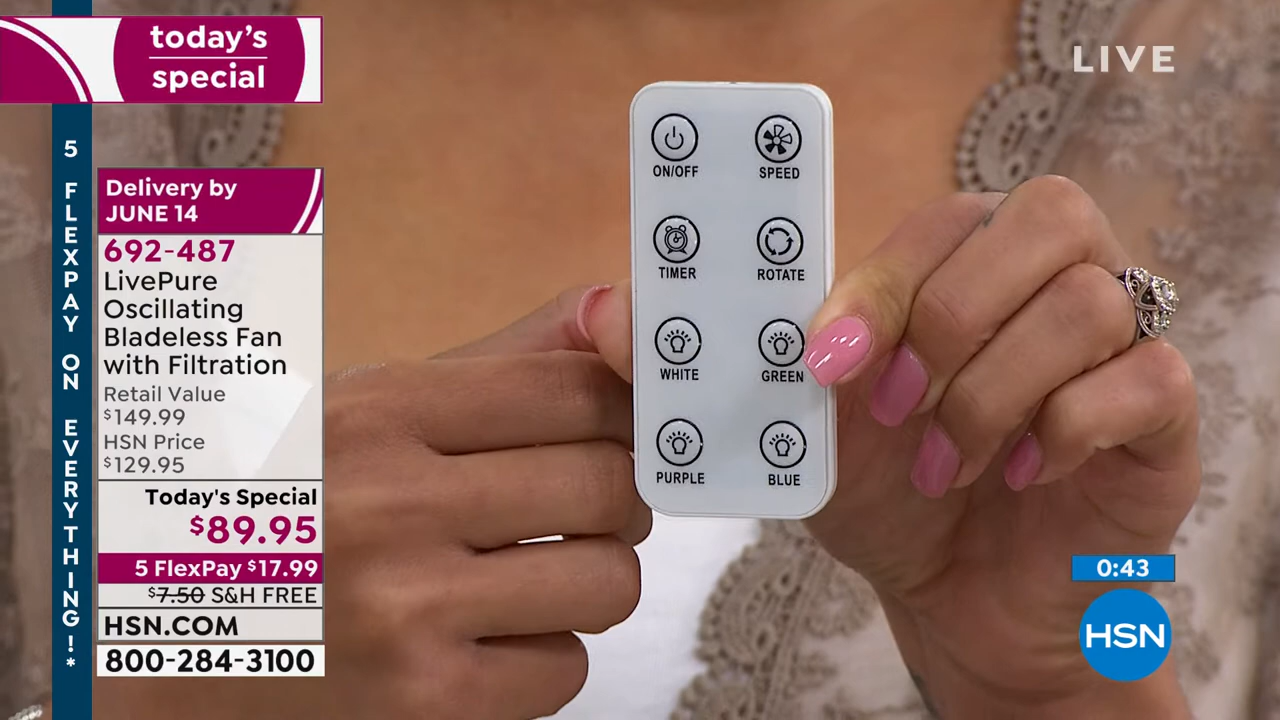 today's
special
LIVE
5 FLEXPAY ON EVERYTHING!*
Delivery by
JUNE 14
692-487
LivePure
Oscillating
Bladeless Fan
with Filtration
Retail Value
$149.99
HSN Price
$129.95
Today's Special
$89.95
5 FlexPay $17.99
$7.50 S&H FREE
HSN.COM
800-284-3100
ON/OFF SPEED
TIMER ROTATE
WHITE GREEN
PURPLE BLUE
0:43
HSN